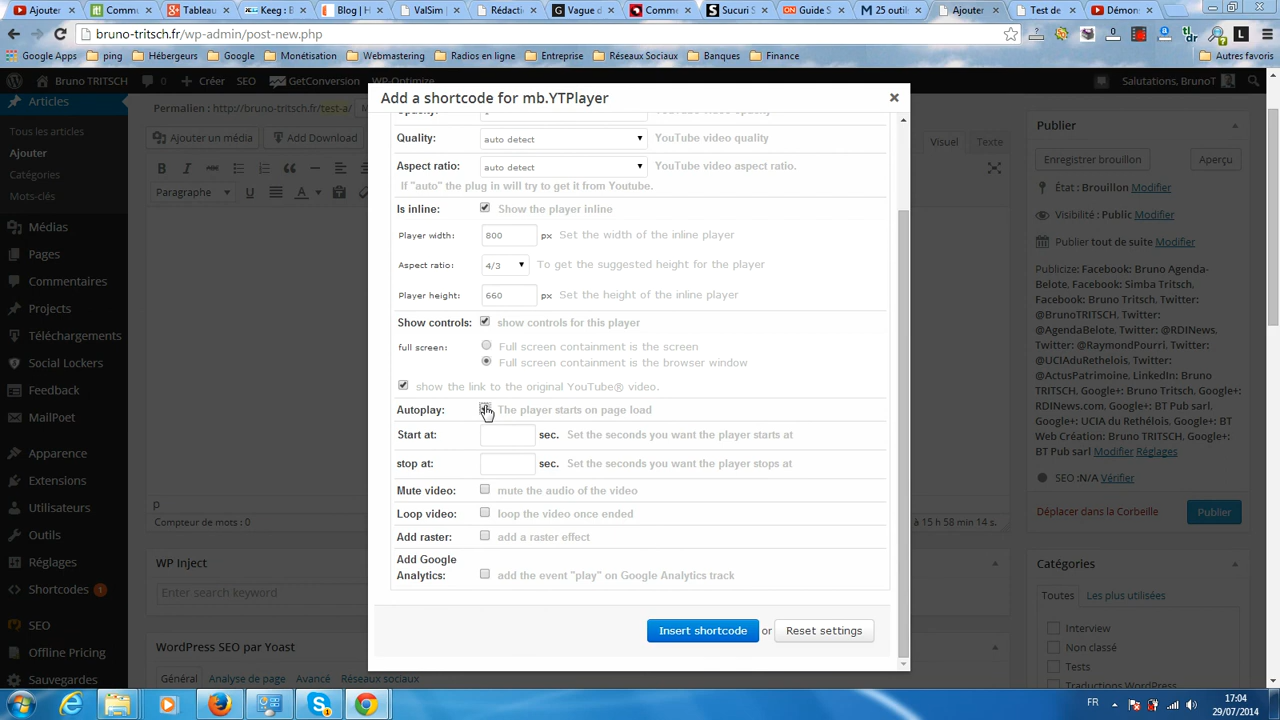 Ajouter
(1) Commu
Tableau
Keeg : B
Blog | H
ValSim
Rédactio
Vague d
Comme
Sucuri S
Guide S
25 outils
Ajouter
Test de
Démons
bruno-tritsch.fr/wp-admin/post-new.php
Google Apps
ping
Hébergeurs
Google
Monétisation
Webmastering
Radios en ligne
Réseaux Sociaux
Banques
Finance
Autres favoris
Bruno TRITSCH
0
Créer
SEO
GetConversion
WP-Optimize
Salutations, BrunoT
Articles
Tous les articles
Ajouter
Catégories
Mots-clés
Médias
Pages
Commentaires
Projects
Téléchargements
Social Lockers
Feedback
MailPoet
Apparence
Extensions
Utilisateurs
Outils
Réglages
Shortcodes 1
SEO
Offline Pricing
Sauvegardes
Permalien : http://bruno-tritsch.fr/test-a/
Ajouter un média
Add Download
Visuel
Texte
Paragraphe
p
Compteur de mots : 0
à 15 h 58 min 14 s.
WP Inject
Enter search keyword
WordPress SEO par Yoast
Général
Analyse de page
Avancé
Réseaux sociaux
Add a shortcode for mb.YTPlayer
Quality: auto detect YouTube video quality
Aspect ratio: auto detect YouTube video aspect ratio.
If "auto" the plug in will try to get it from Youtube.
Is inline: Show the player inline
Player width: 800 px Set the width of the inline player
Aspect ratio: 4/3 To get the suggested height for the player
Player height: 660 px Set the height of the inline player
Show controls: show controls for this player
full screen: Full screen containment is the screen
Full screen containment is the browser window
show the link to the original YouTube® video.
Autoplay: The player starts on page load
Start at: sec. Set the seconds you want the player starts at
stop at: sec. Set the seconds you want the player stops at
Mute video: mute the audio of the video
Loop video: loop the video once ended
Add raster: add a raster effect
Add Google
Analytics: add the event "play" on Google Analytics track
Insert shortcode or Reset settings
Publier
Enregistrer brouillon
Aperçu
État : Brouillon Modifier
Visibilité : Public Modifier
Publier tout de suite Modifier
Publicize: Facebook: Bruno Agenda-
Belote, Facebook: Simba Tritsch,
Facebook: Bruno Tritsch, Twitter:
@BrunoTRITSCH, Twitter:
@AgendaBelote, Twitter: @RDINews,
Twitter: @RaymondPourri, Twitter:
@UCIAduRethelois, Twitter:
@ActusPatrimoine, LinkedIn: Bruno
TRITSCH, Google+: Bruno Tritsch, Google+:
RDINews.com, Google+: BT Pub sarl,
Google+: UCIA du Rethélois, Google+: BT
Web Création: Bruno TRITSCH, Google+:
BT Pub sarl Modifier Réglages
SEO :N/A Vérifier
Déplacer dans la Corbeille
Publier
Catégories
Toutes
Les plus utilisées
Interview
Non classé
Tests
Traductions WordPress
FR
17:04
29/07/2014